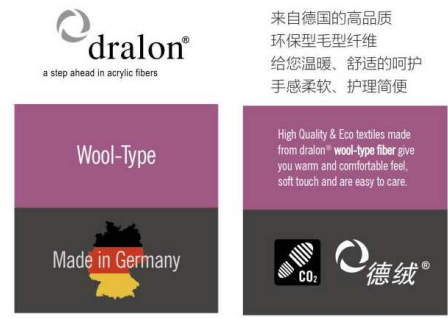 dralon®
a step ahead in acrylic fibers
Wool-Type
Made in Germany
来自德国的高品质
环保型毛型纤维
给您温暖、舒适的呵护
手感柔软、护理简便
High Quality & Eco textiles made
from dralon® wool-type fiber give
you warm and comfortable feel,
soft touch and are easy to care.
CO₂
德绒®